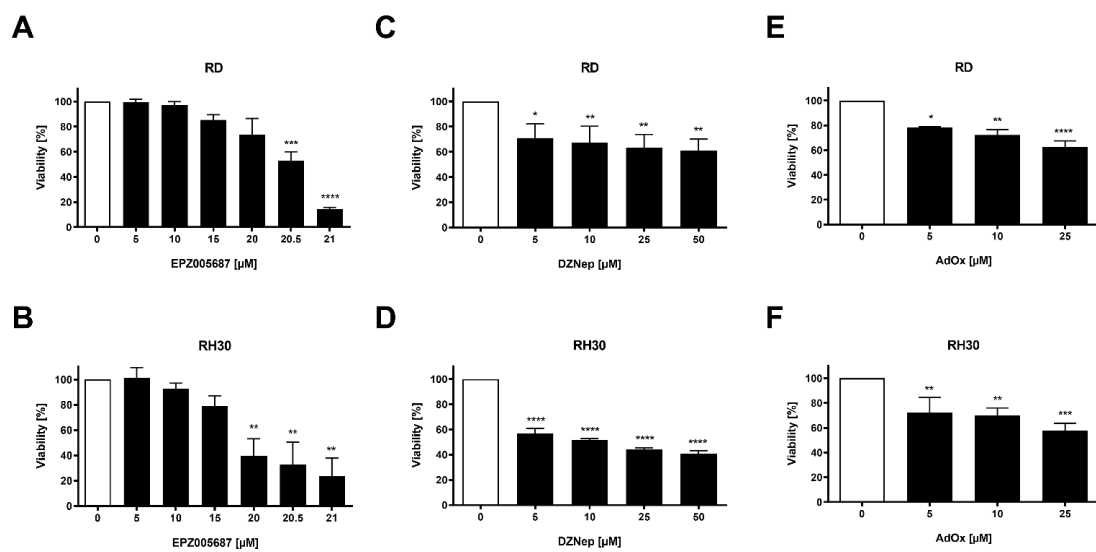 A
RD
Viability [%]
100
80
60
40
20
0
***
****
0 5 10 15 20 20.5 21
EPZ005687 [µM]
C
RD
Viability [%]
100
80
60
40
20
0
* ** ** **
0 5 10 25 50
DZNep [µM]
E
RD
Viability [%]
100
80
60
40
20
0
* ** ****
0 5 10 25
AdOx [µM]
B
RH30
Viability [%]
100
80
60
40
20
0
** ** **
0 5 10 15 20 20.5 21
EPZ005687 [µM]
D
RH30
Viability [%]
100
80
60
40
20
0
**** **** **** ****
0 5 10 25 50
DZNep [µM]
F
RH30
Viability [%]
100
80
60
40
20
0
** ** ***
0 5 10 25
AdOx [µM]